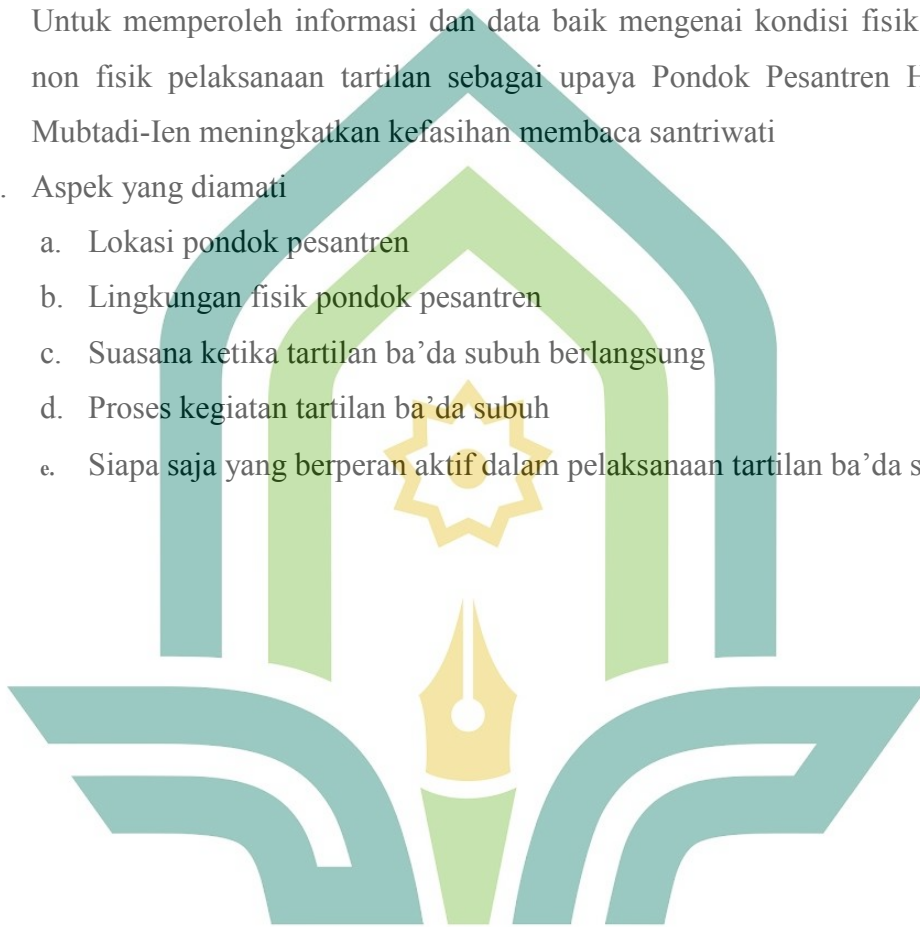 Untuk memperoleh informasi dan data baik mengenai kondisi fisik
non fisik pelaksanaan tartilan sebagai upaya Pondok Pesantren H
Mubtadi-Ien meningkatkan kefasihan membaca santriwati
. Aspek yang diamati
a. Lokasi pondok pesantren
b. Lingkungan fisik pondok pesantren
c. Suasana ketika tartilan ba’da subuh berlangsung
d. Proses kegiatan tartilan ba’da subuh
e. Siapa saja yang berperan aktif dalam pelaksanaan tartilan ba’da s